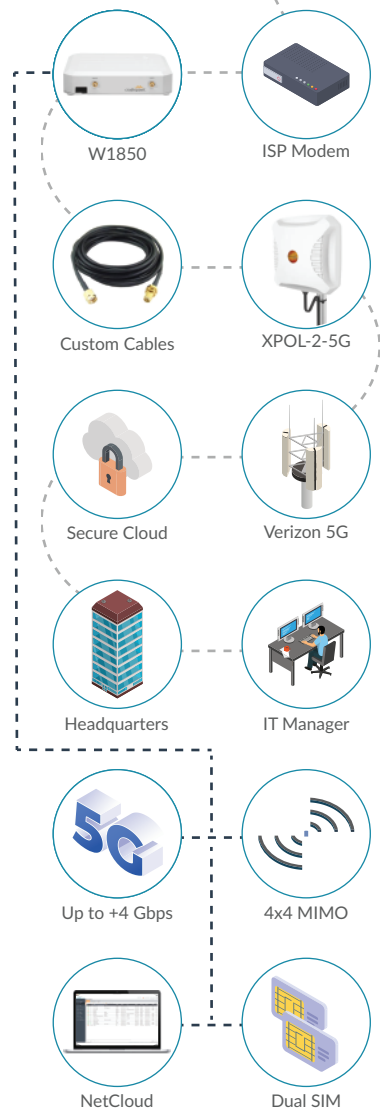 W1850
ISP Modem
Custom Cables
XPOL-2-5G
Secure Cloud
Verizon 5G
Headquarters
IT Manager
5G
Up to +4 Gbps
4x4 MIMO
NetCloud
Dual SIM